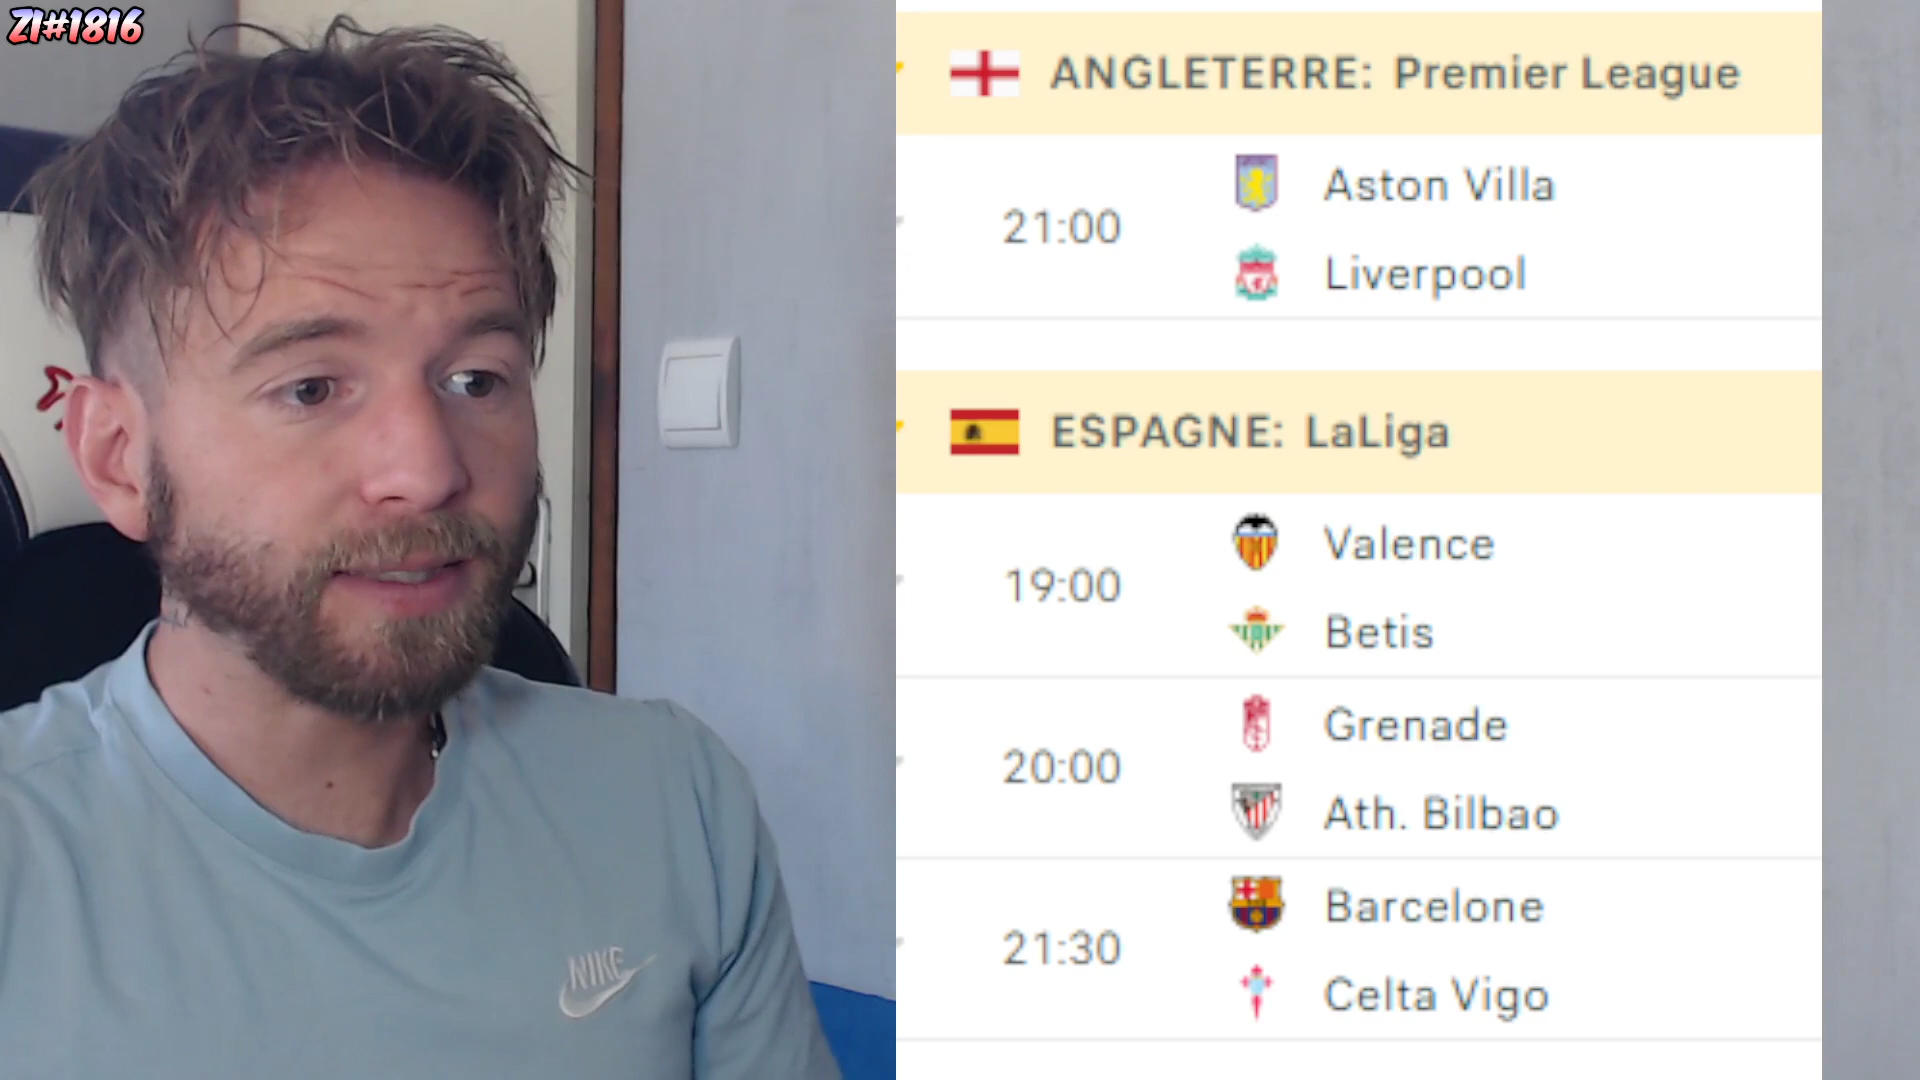 ZI#1816
ANGLETERRE: Premier League
21:00
Aston Villa
Liverpool
ESPAGNE: LaLiga
19:00
Valence
Betis
20:00
Grenade
Ath. Bilbao
21:30
Barcelone
Celta Vigo
NIKE